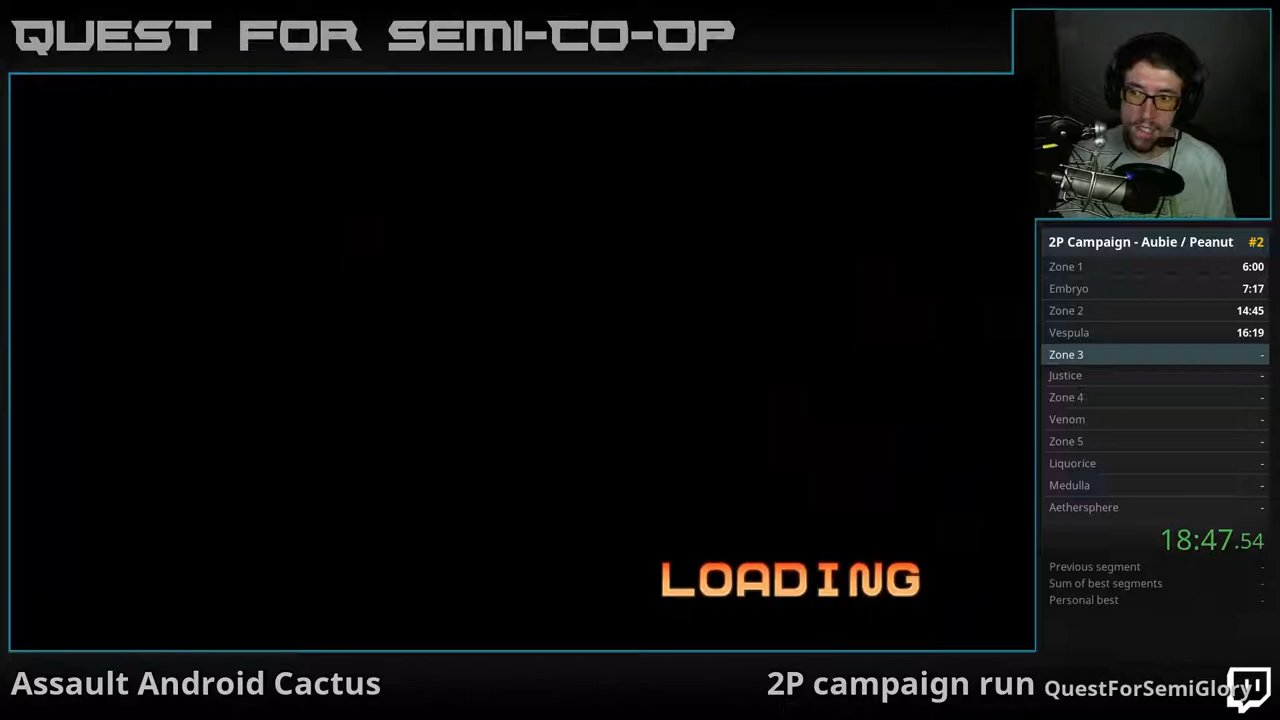 QUEST FOR SEMI-CO-OP
2P Campaign - Aubie / Peanut #2
Zone 1 6:00
Embryo 7:17
Zone 2 14:45
Vespula 16:19
Zone 3 -
Justice -
Zone 4 -
Venom -
Zone 5 -
Liquorice -
Medulla -
Aethersphere -
18:47.54
Previous segment -
Sum of best segments -
Personal best -
LOADING
Assault Android Cactus
2P campaign run
QuestForSemiGlory